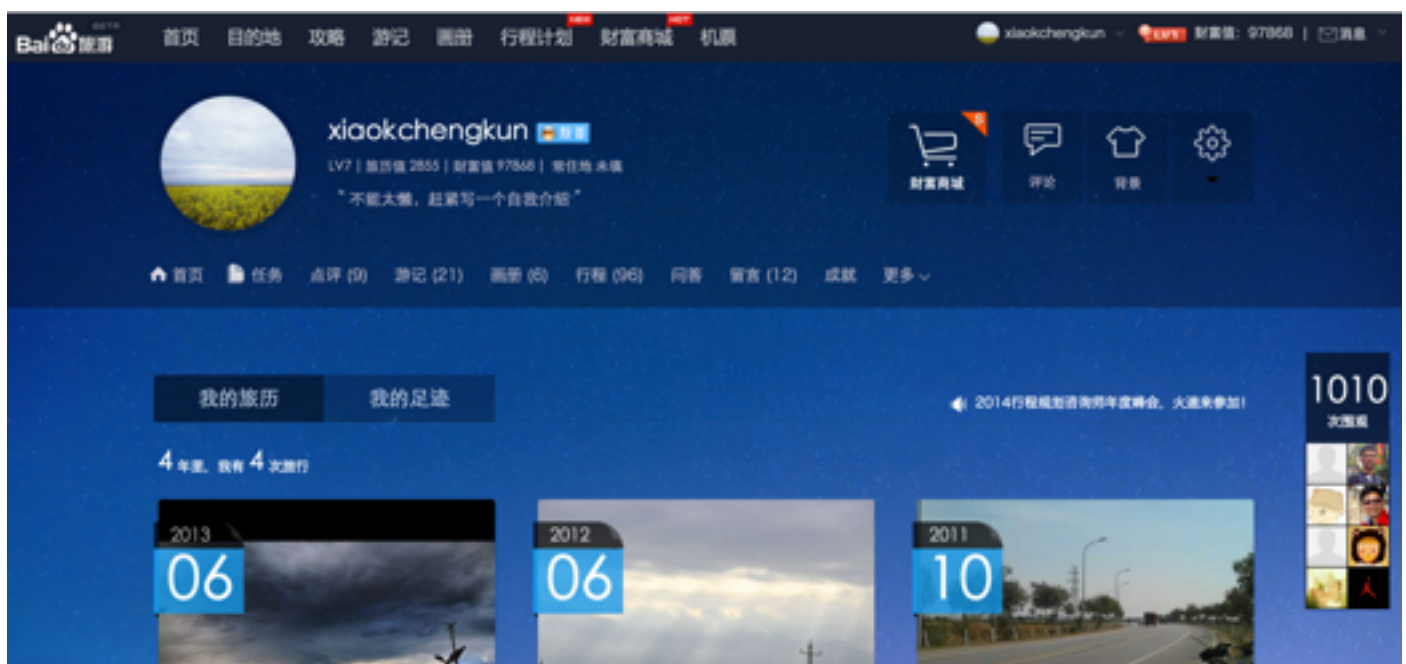 Bai 旅游 BETA
首页 目的地 攻略 游记 画册 行程计划 NEW 财富商城 HOT 机票
xiaokchengkun LV7 财富值: 97868 | 消息
xiaokchengkun
LV7 | 旅历值 2855 | 财富值 97868 | 常住地 未填
“不能太懒，赶紧写一个自我介绍”
财富商城 评论 背景
首页 任务 点评 (9) 游记 (21) 画册 (6) 行程 (96) 问答 留言 (12) 成就 更多
我的旅历 我的足迹
2014行程规划咨询师年度峰会，火速来参加!
1010
次围观
4 年里，我有 4 次旅行
2013
06
2012
06
2011
10